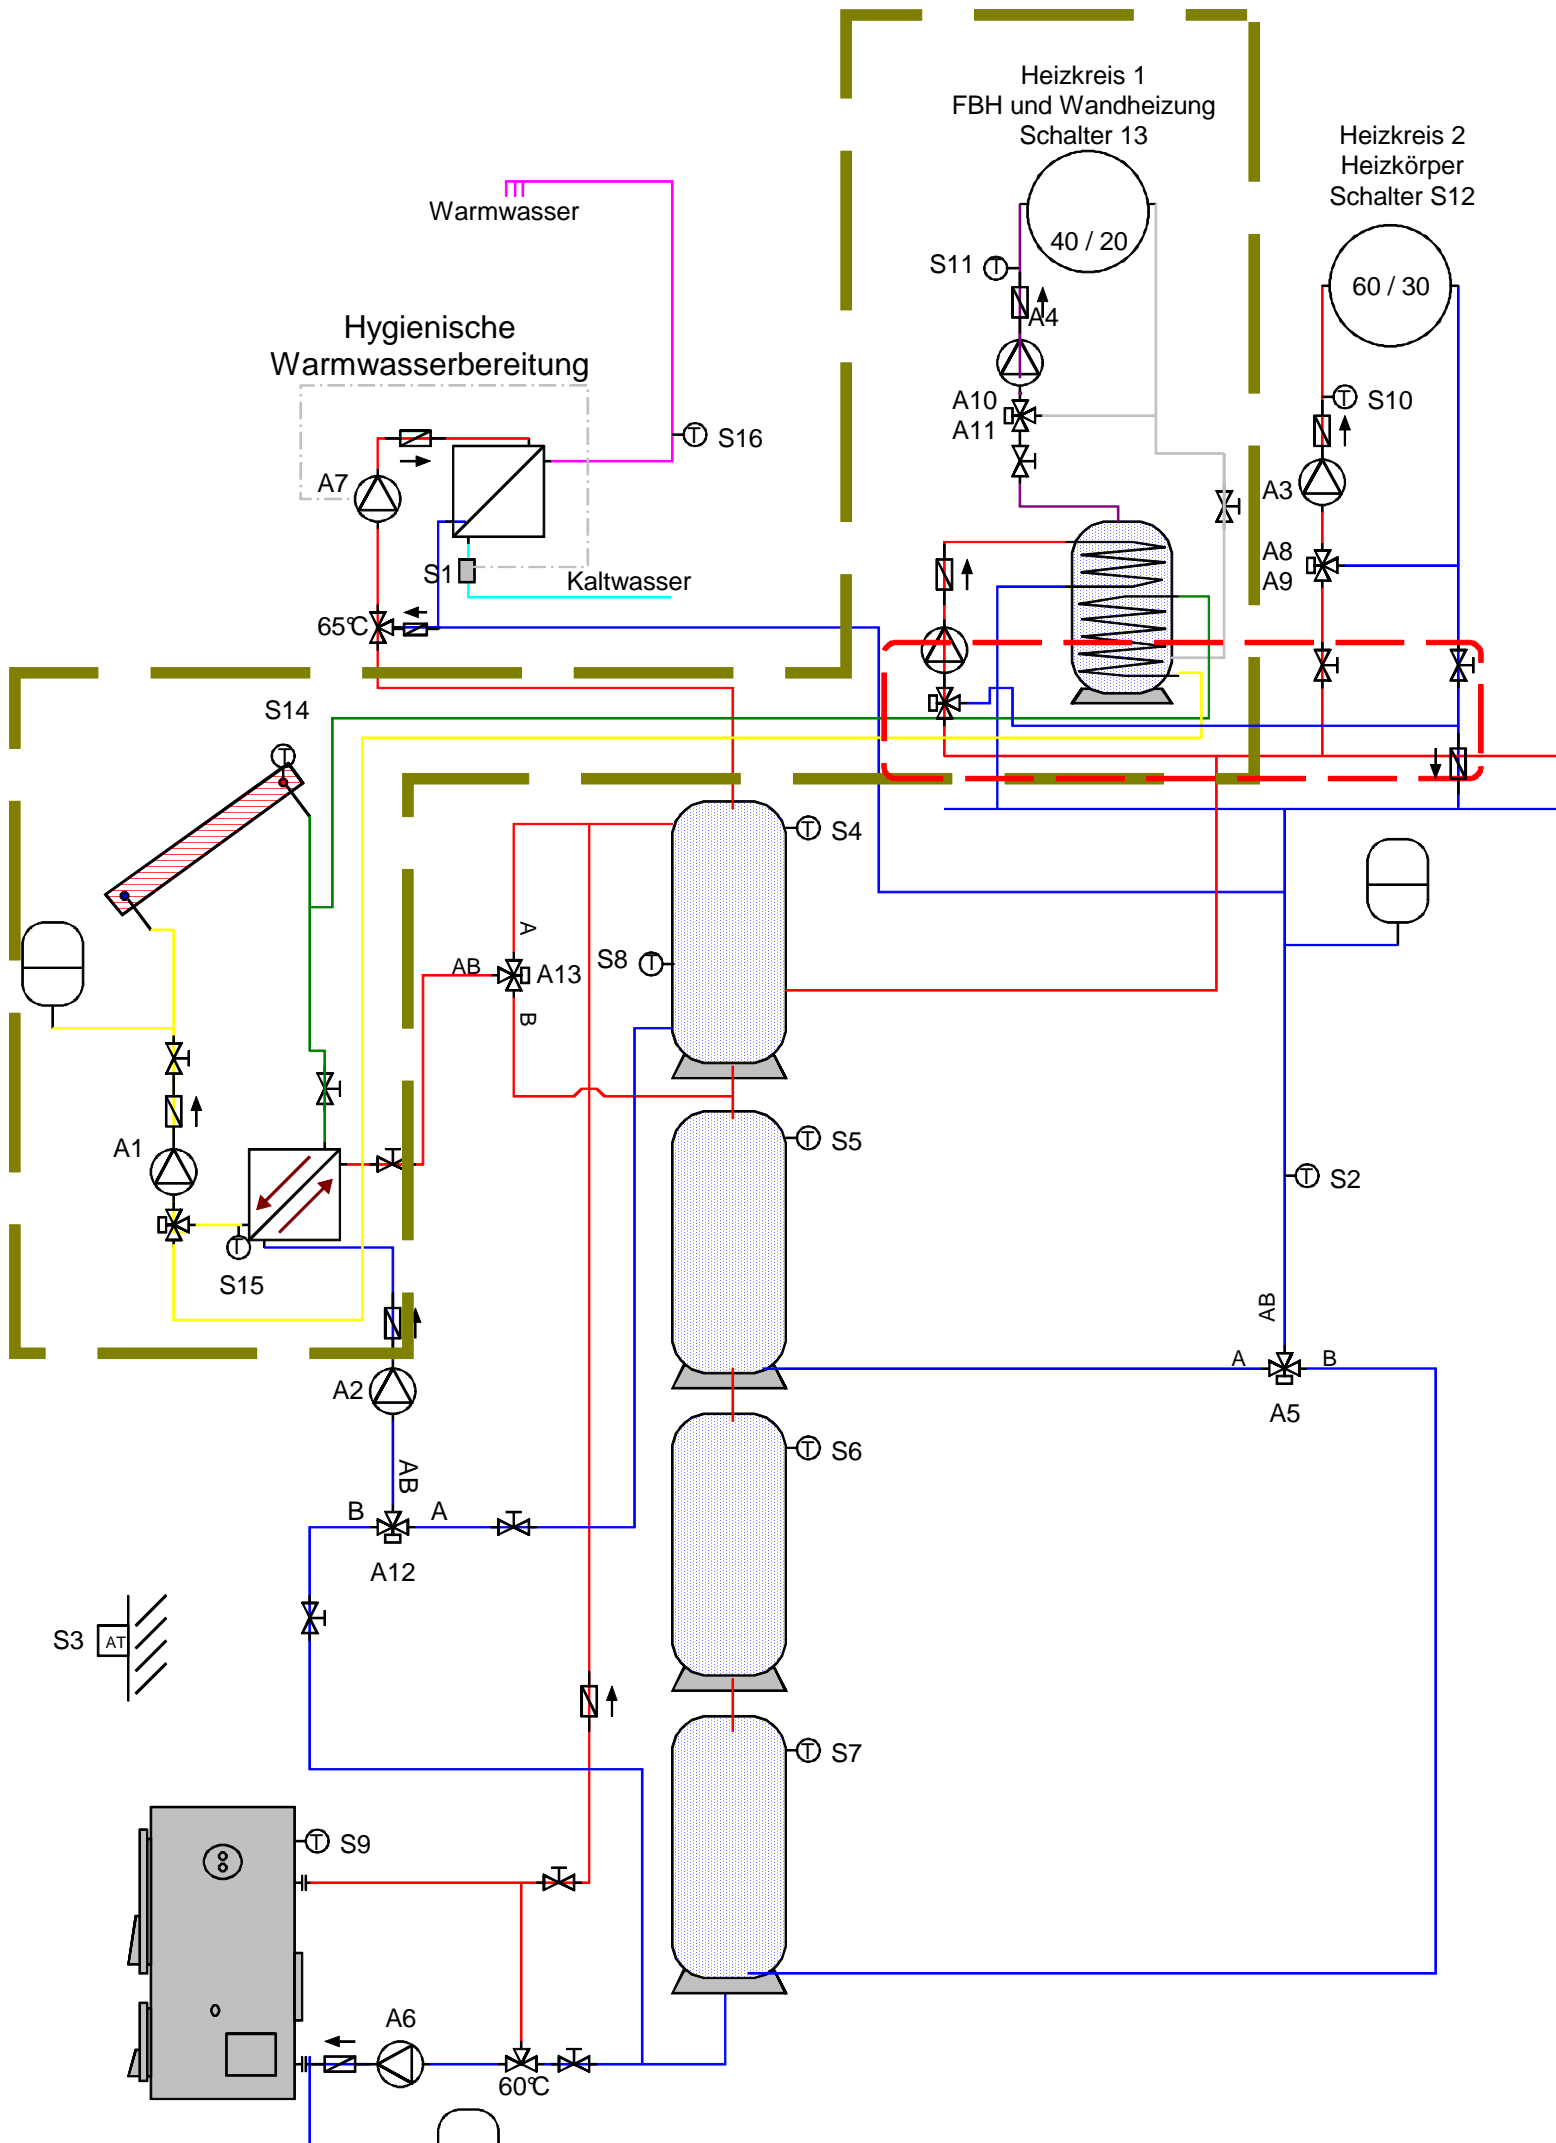 Heizkreis 1
FBH und Wandheizung
Schalter 13
Heizkreis 2
Heizkörper
Schalter S12
Warmwasser
40 / 20
S11
T
60 / 30
A4
Hygienische
Warmwasserbereitung
A10
A11
T
S10
T
S16
A7
A3
A8
A9
S1
Kaltwasser
65°C
S14
T
T
S4
A
S8
T
AB
A13
B
A1
T
S5
T
S2
T
S15
AB
A
B
A2
A5
AB
T
S6
B
A
A12
S3
AT
T
S7
T
S9
A6
60°C